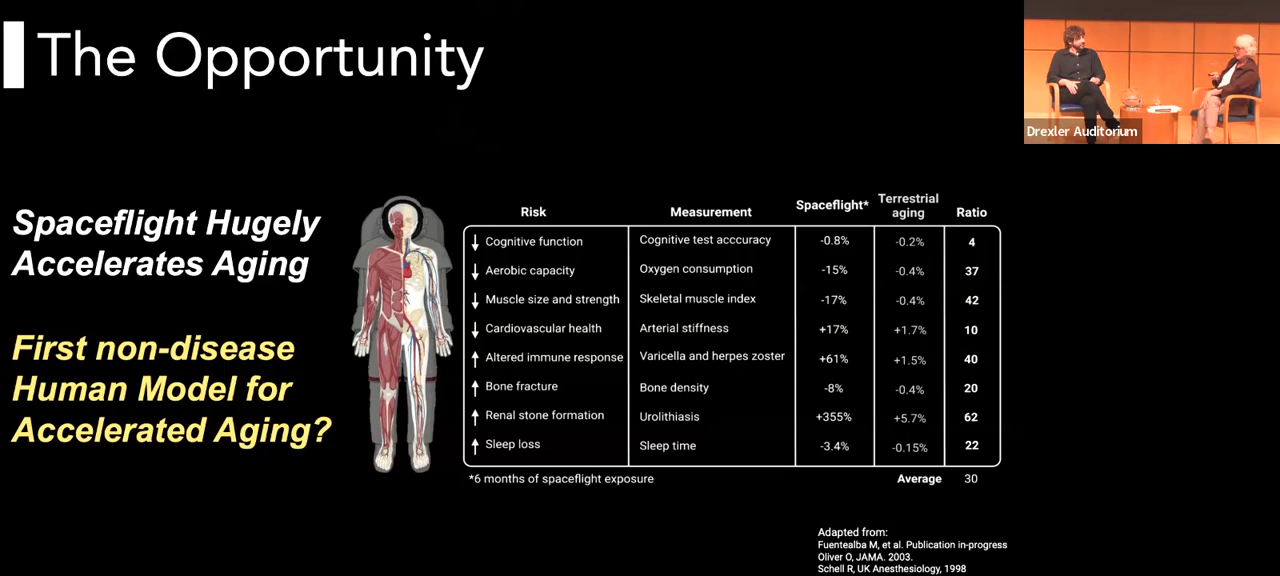 The Opportunity
Drexler Auditorium
Spaceflight Hugely
Accelerates Aging
First non-disease
Human Model for
Accelerated Aging?
Risk Measurement Spaceflight* Terrestrial aging Ratio
↓ Cognitive function Cognitive test acccuracy -0.8% -0.2% 4
↓ Aerobic capacity Oxygen consumption -15% -0.4% 37
↓ Muscle size and strength Skeletal muscle index -17% -0.4% 42
↓ Cardiovascular health Arterial stiffness +17% +1.7% 10
↑ Altered immune response Varicella and herpes zoster +61% +1.5% 40
↑ Bone fracture Bone density -8% -0.4% 20
↑ Renal stone formation Urolithiasis +355% +5.7% 62
↑ Sleep loss Sleep time -3.4% -0.15% 22
*6 months of spaceflight exposure Average 30
Adapted from:
Fuentealba M, et al. Publication in-progress
Oliver O, JAMA. 2003.
Schell R, UK Anesthesiology, 1998